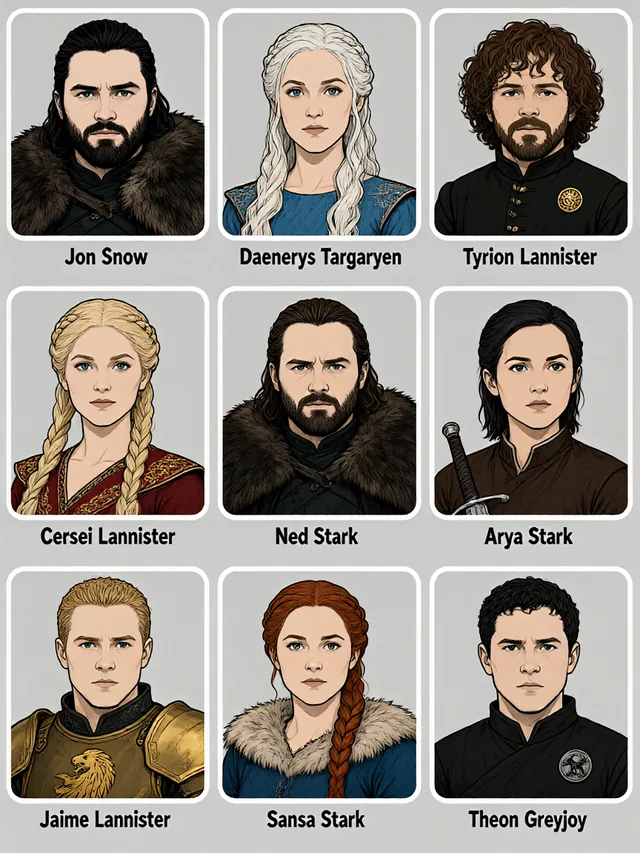 Jon Snow
Daenerys Targaryen
Tyrion Lannister
Cersei Lannister
Ned Stark
Arya Stark
Jaime Lannister
Sansa Stark
Theon Greyjoy